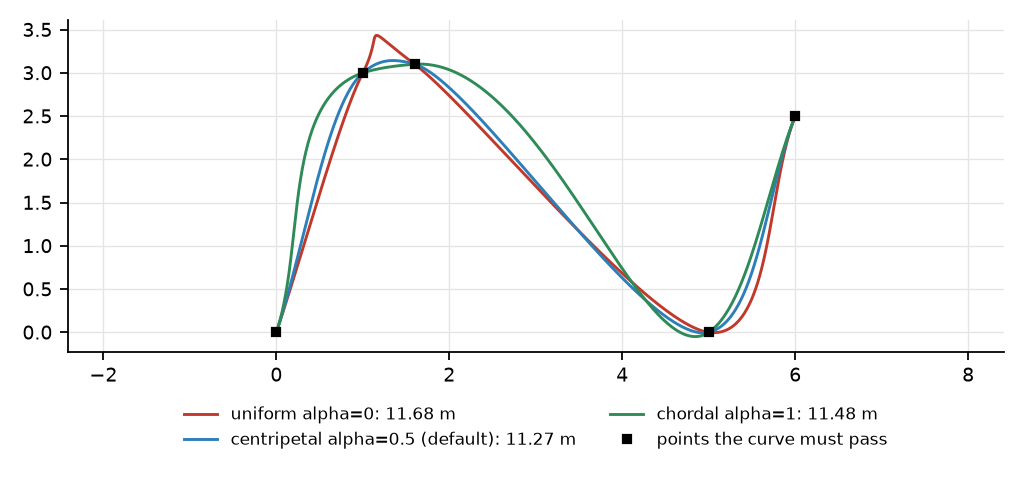 3.5
3.0
2.5
2.0
1.5
1.0
0.5
0.0
−2 0 2 4 6 8
uniform alpha=0: 11.68 m
centripetal alpha=0.5 (default): 11.27 m
chordal alpha=1: 11.48 m
points the curve must pass